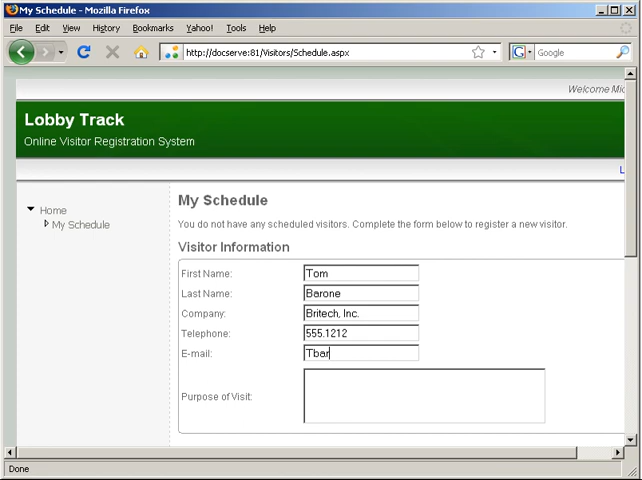 My Schedule - Mozilla Firefox
File Edit View History Bookmarks Yahoo! Tools Help
http://docserve:81/Visitors/Schedule.aspx
G Google
Welcome Mic
Lobby Track
Online Visitor Registration System
L
Home
My Schedule
My Schedule
You do not have any scheduled visitors. Complete the form below to register a new visitor.
Visitor Information
First Name: Tom
Last Name: Barone
Company: Britech, Inc.
Telephone: 555.1212
E-mail: Tbar
Purpose of Visit:
Done